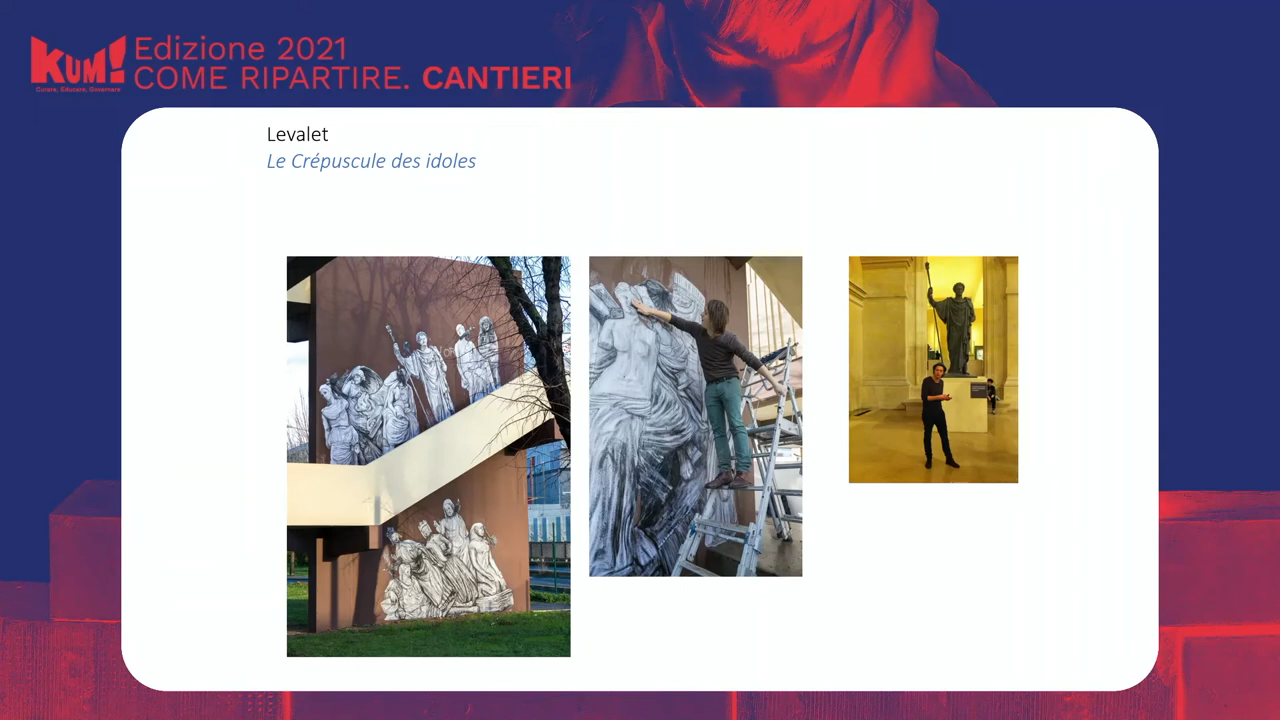 KUM!
Curare, Educare, Governare
Edizione 2021
COME RIPARTIRE. CANTIERI
Levalet
Le Crépuscule des idoles